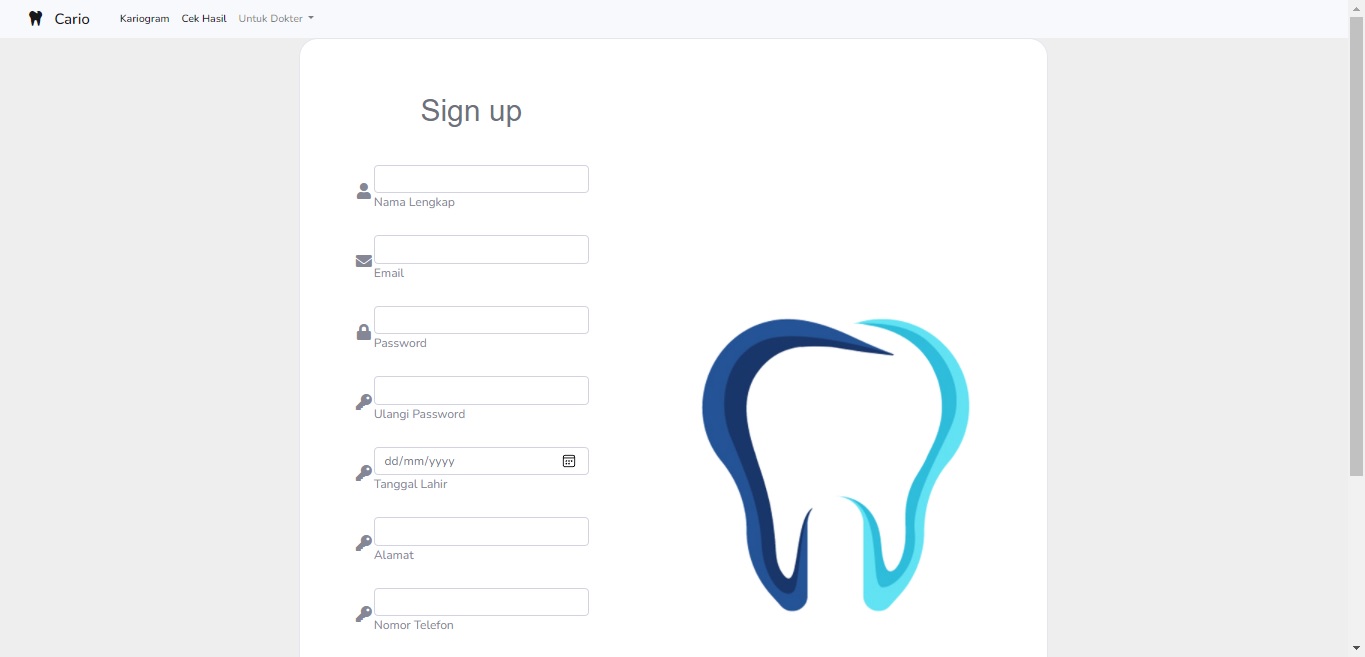 Cario
Kariogram
Cek Hasil
Untuk Dokter
Sign up
Nama Lengkap
Email
Password
Ulangi Password
dd/mm/yyyy
Tanggal Lahir
Alamat
Nomor Telefon